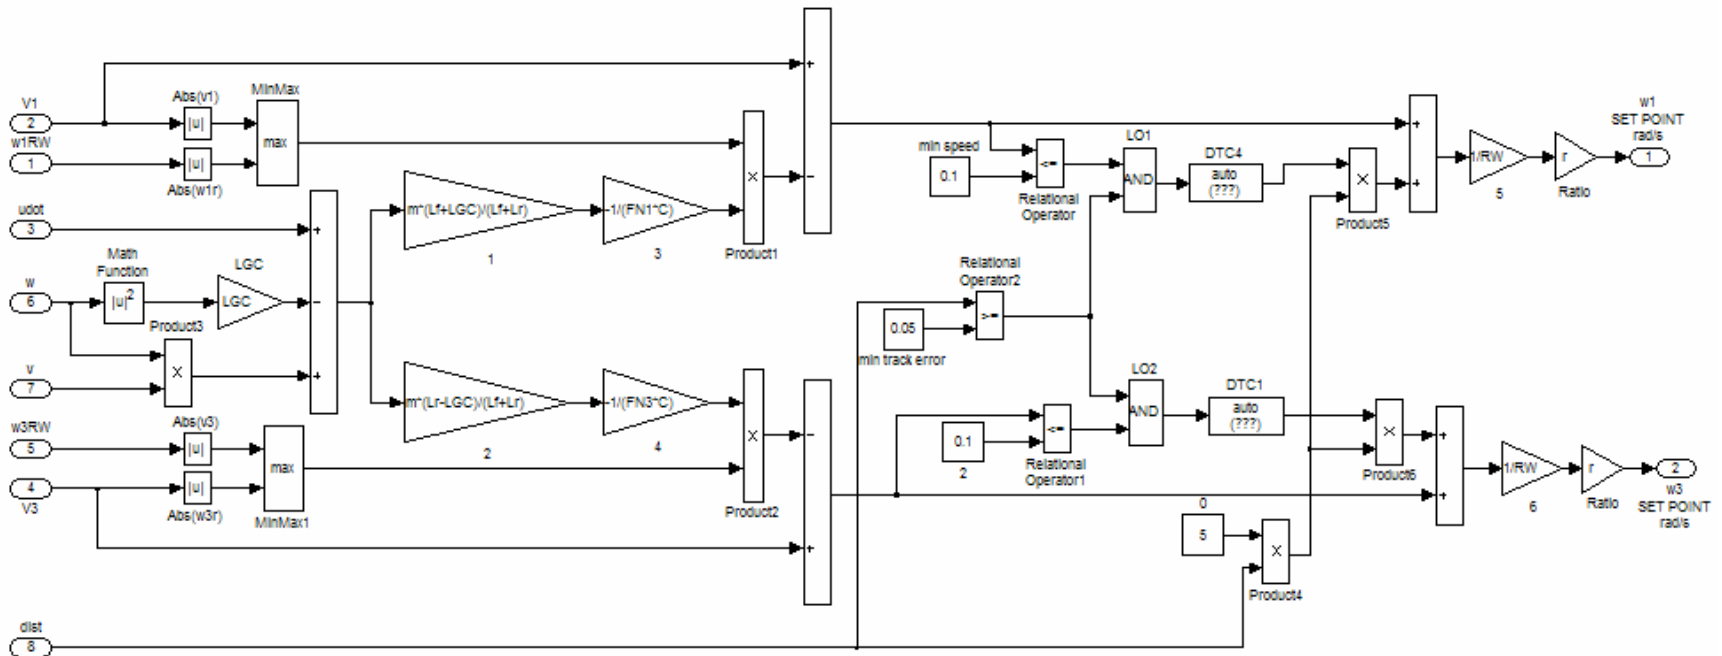 V1
2
w1RW
1
Abs(v1)
|u|
|u|
Abs(w1r)
MinMax
max
udot
3
w
6
Math
Function
|u|²
LGC
LGC
Product3
X
v
7
w3RW
5
4
V3
Abs(v3)
|u|
|u|
Abs(w3r)
max
MinMax1
dist
8
+
-
+
m*(Lf+LGC)/(Lf+Lr)
1
-1/(FN1*C)
3
X
Product1
m*(Lr-LGC)/(Lf+Lr)
2
-1/(FN3*C)
4
X
Product2
+
-
-
+
min speed
0.1
<=
Relational
Operator
LO1
AND
DTC4
auto
(???)
X
Product5
+
+
1/RW
5
r
Ratio
w1
SET POINT
rad/s
1
Relational
Operator2
0.05
>=
min track error
LO2
AND
DTC1
auto
(???)
0.1
2
<=
Relational
Operator1
X
Product6
+
+
1/RW
6
r
Ratio
2
w3
SET POINT
rad/s
0
5
X
Product4